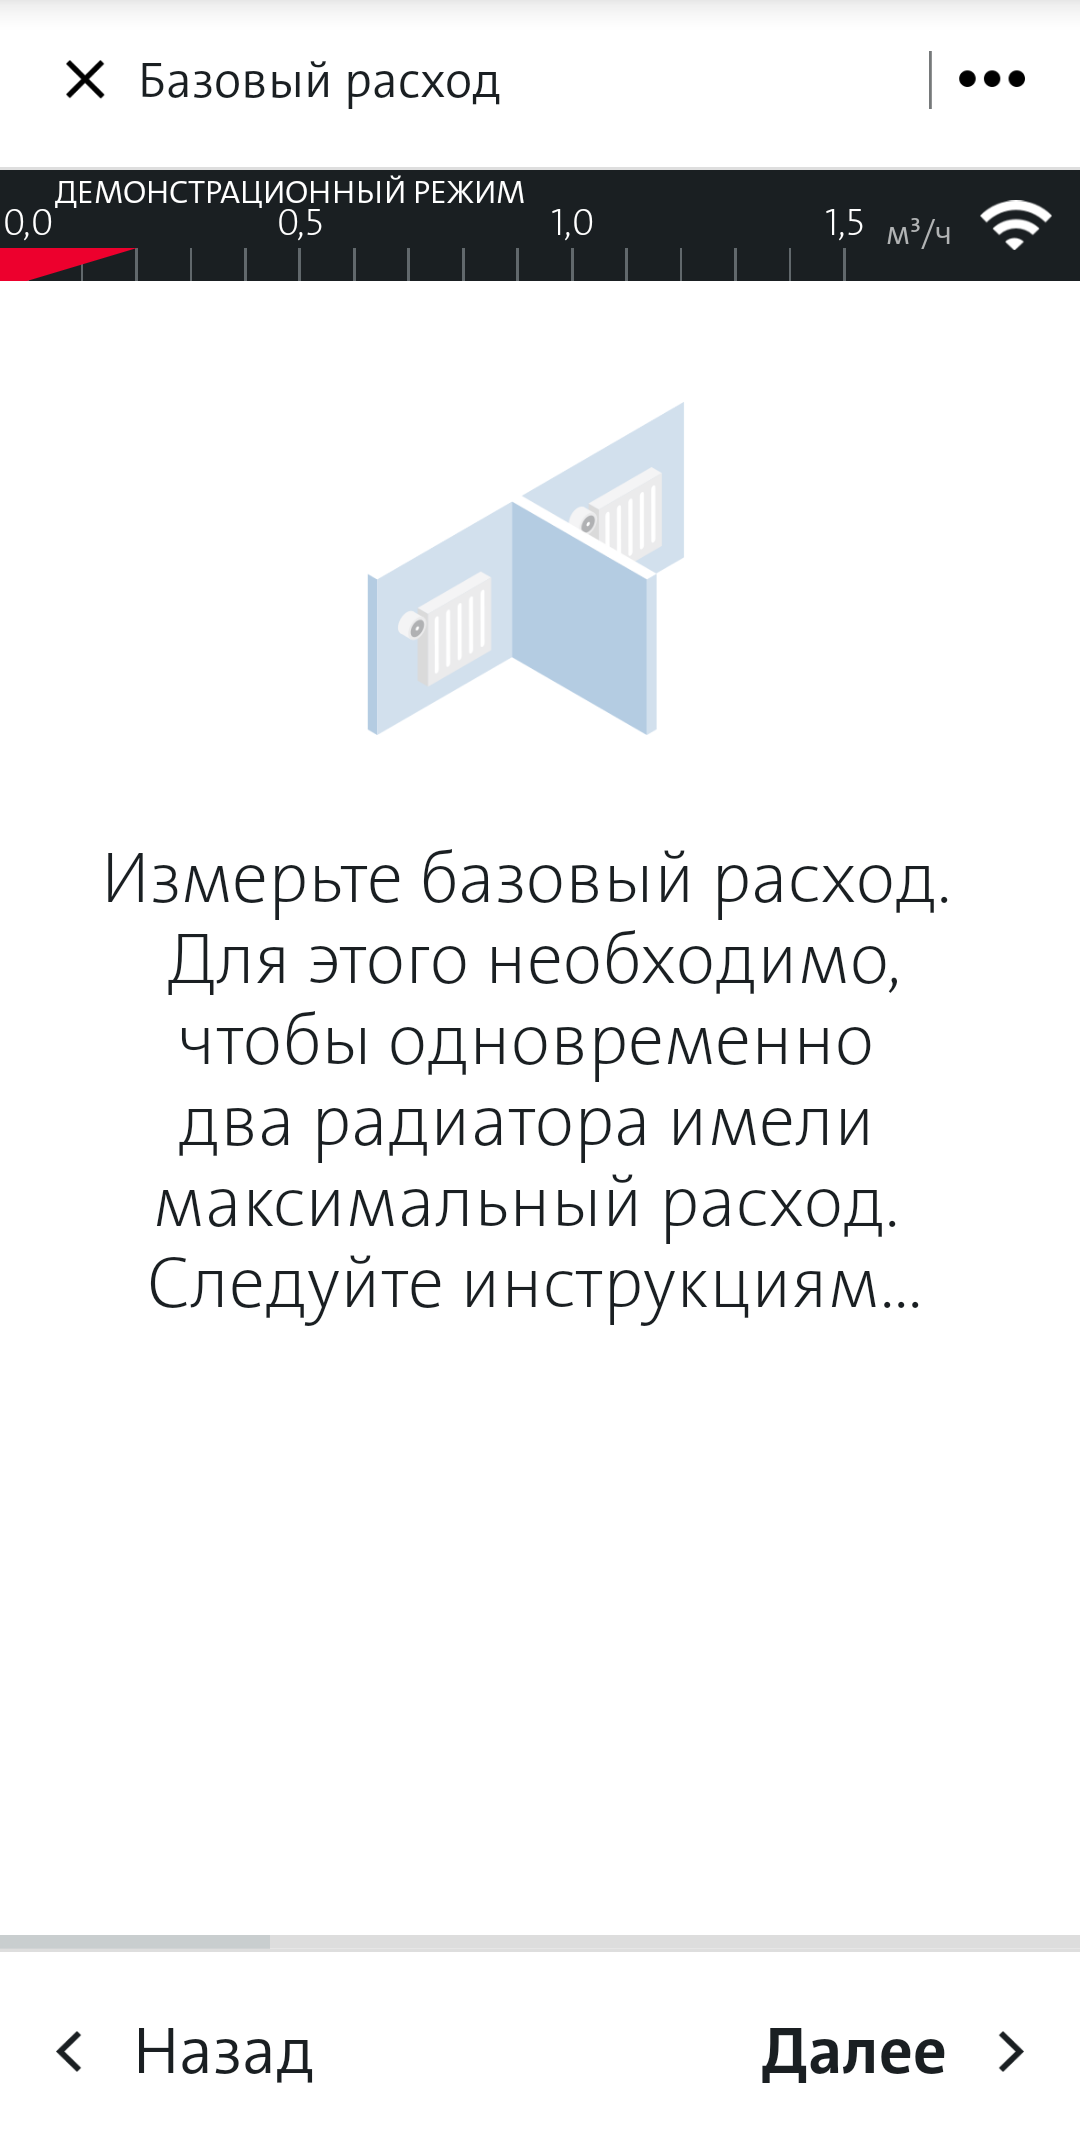 Базовый расход
ДЕМОНСТРАЦИОННЫЙ РЕЖИМ
0,0 0,5 1,0 1,5 м³/ч
Измерьте базовый расход.
Для этого необходимо,
чтобы одновременно
два радиатора имели
максимальный расход.
Следуйте инструкциям...
Назад Далее